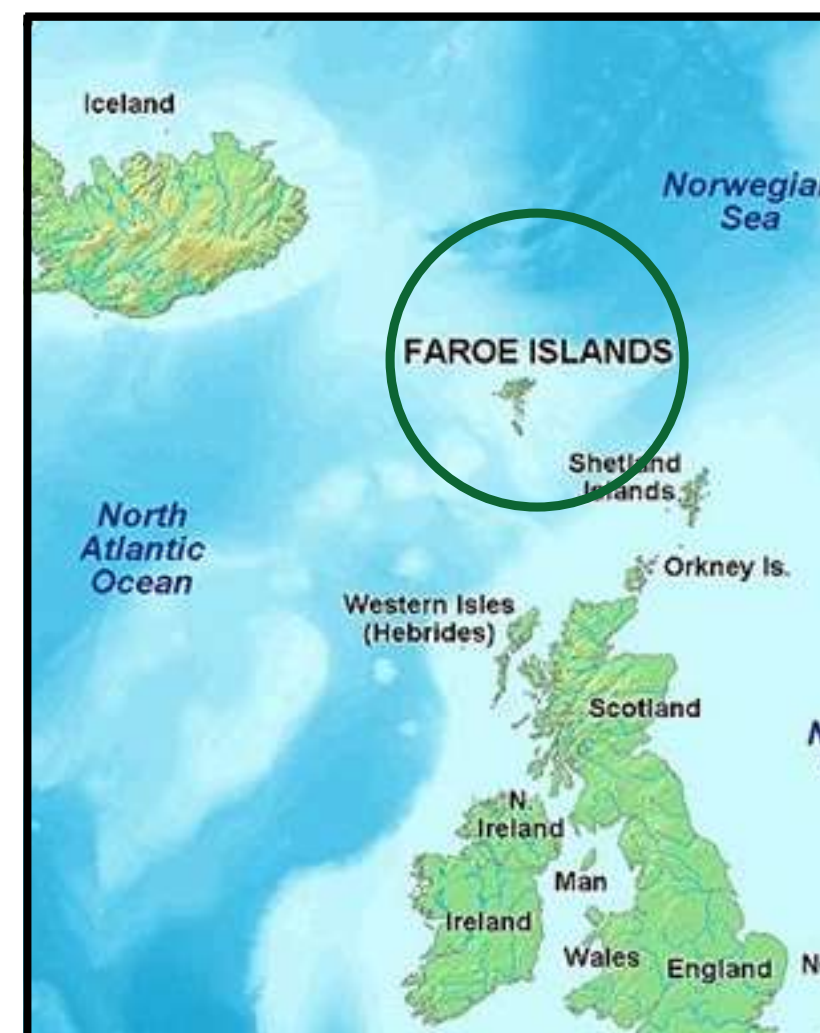 Iceland
Norwegia
Sea
FAROE ISLANDS
Shetland
Islands
North
Atlantic
Ocean
Orkney Is.
Western Isles
(Hebrides)
Scotland
N
N.
Ireland
Man
Ireland
Wales
England
N